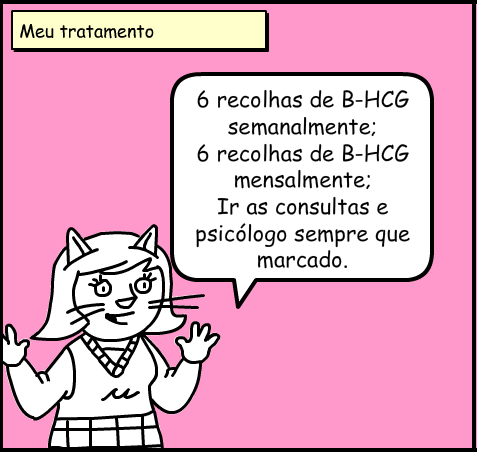 Meu tratamento
6 recolhas de B-HCG
semanalmente;
6 recolhas de B-HCG
mensalmente;
Ir as consultas e
psicólogo sempre que
marcado.